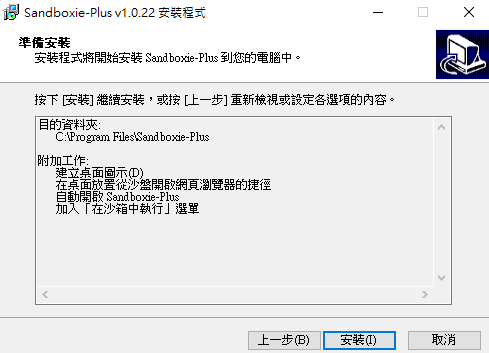 Sandboxie-Plus v1.0.22 安裝程式
準備安裝
安裝程式將開始安裝 Sandboxie-Plus 到您的電腦中。
按下 [安裝] 繼續安裝，或按 [上一步] 重新檢視或設定各選項的內容。
目的資料夾:
C:\Program Files\Sandboxie-Plus
附加工作:
建立桌面圖示(D)
在桌面放置從沙盤開啟網頁瀏覽器的捷徑
自動開啟 Sandboxie-Plus
加入「在沙箱中執行」選單
上一步(B)
安裝(I)
取消